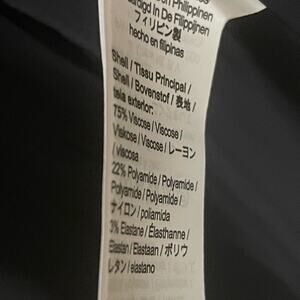 Philippinen
in De Filippijnen
フィリピン製
hecho en filipinas
Shell / Tissu Principal /
Shell / Bovenstof / 表地 /
tela exterior:
75% Viscose / Viscose /
Viskose / Viscose / レーヨン
/ viscosa
22% Polyamide / Polyamide /
Polyamide / Polyamide /
ナイロン / poliamida
3% Elastane / Élasthanne /
Elastan / Elastaan / ポリウ
レタン / elastano